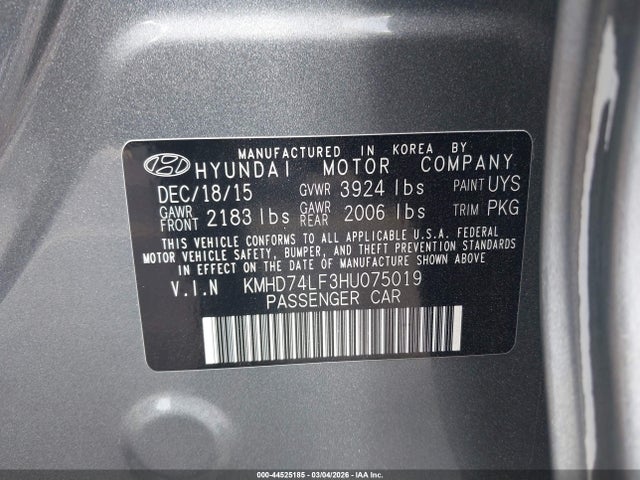 MANUFACTURED IN KOREA BY
HYUNDAI MOTOR COMPANY
DEC/18/15 GVWR 3924 lbs PAINT UYS
GAWR FRONT 2183 lbs GAWR REAR 2006 lbs TRIM PKG
THIS VEHICLE CONFORMS TO ALL APPLICABLE U.S.A. FEDERAL
MOTOR VEHICLE SAFETY, BUMPER, AND THEFT PREVENTION STANDARDS
IN EFFECT ON THE DATE OF MANUFACTURE SHOWN ABOVE
V.I.N KMHD74LF3HU075019
PASSENGER CAR
000-44525185 - 03/04/2026 - IAA Inc.